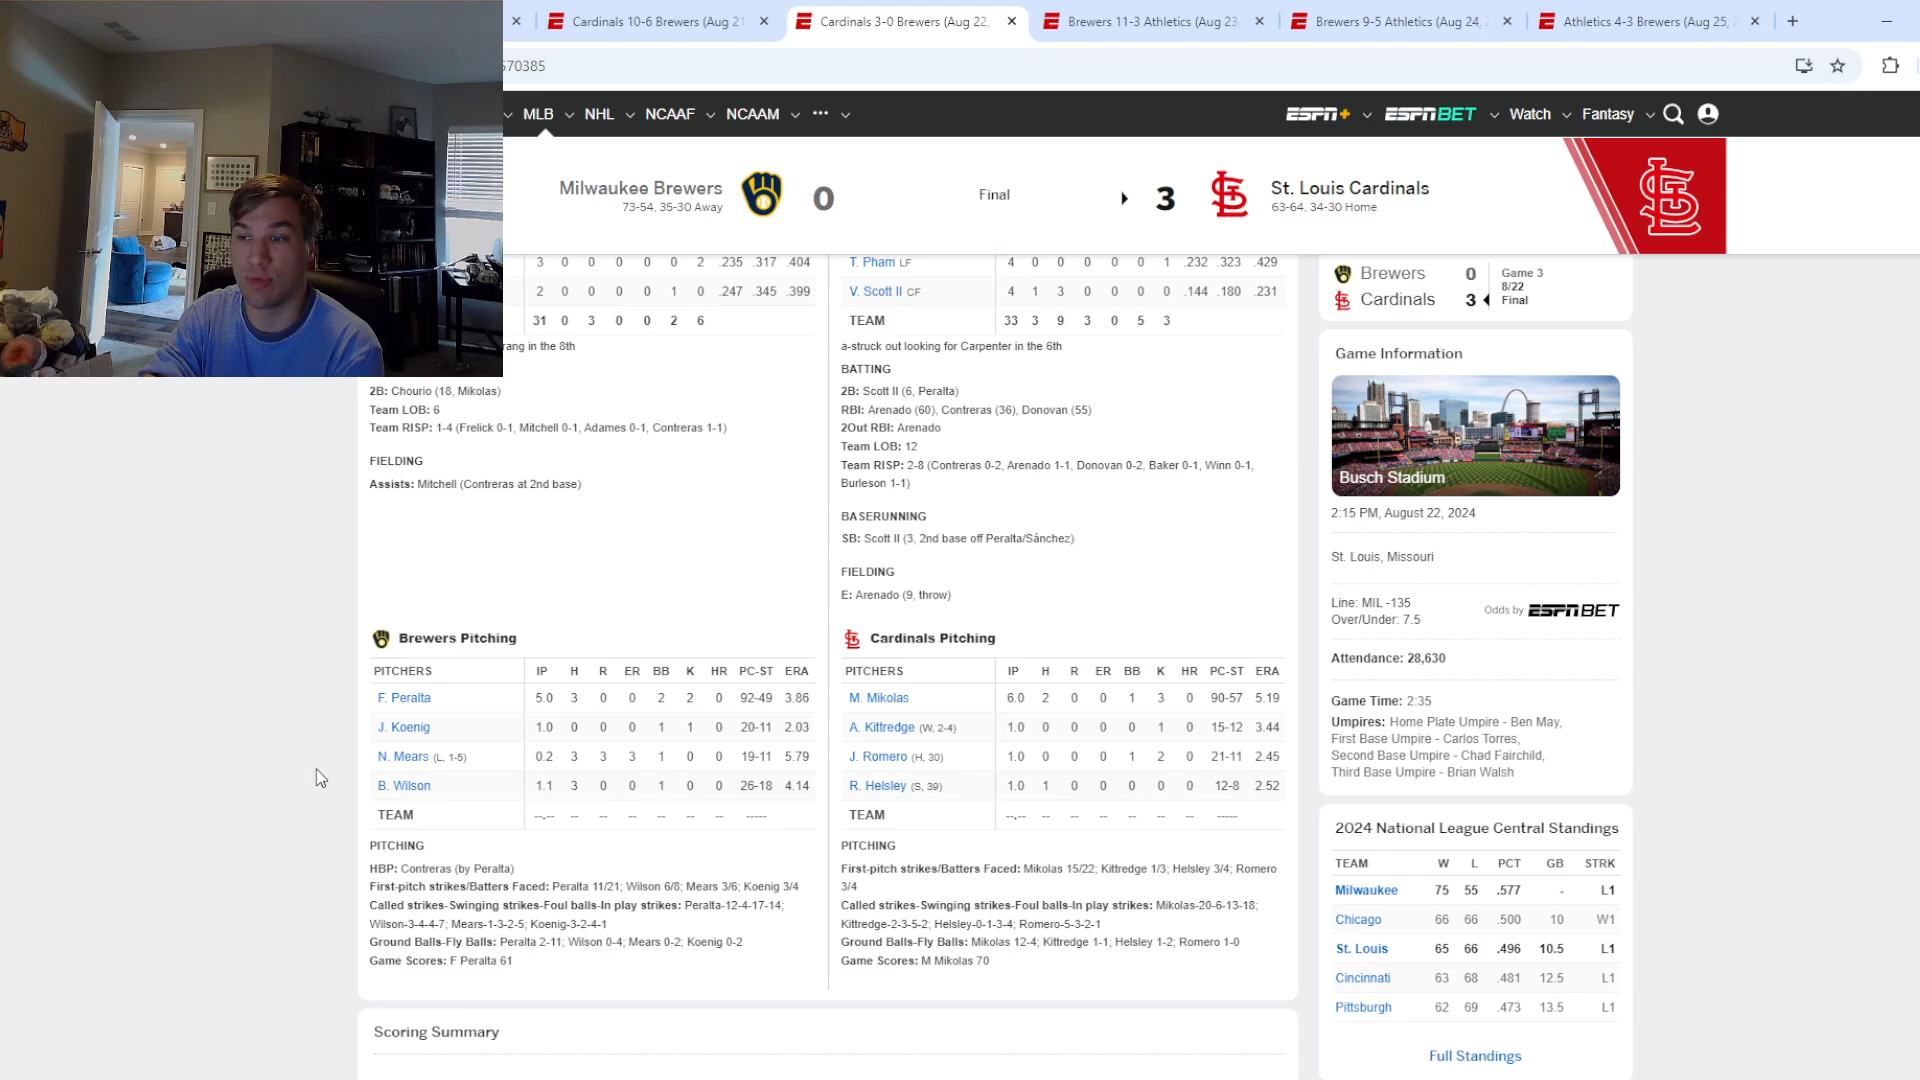 Cardinals 10-6 Brewers (Aug 21
Cardinals 3-0 Brewers (Aug 22,
Brewers 11-3 Athletics (Aug 23,
Brewers 9-5 Athletics (Aug 24, 2
Athletics 4-3 Brewers (Aug 25, 2
570385
MLB NHL NCAAF NCAAM ••• ESPN+ ESPN BET Watch Fantasy
Milwaukee Brewers
73-54, 35-30 Away
0
Final
3
St. Louis Cardinals
63-64, 34-30 Home
3 0 0 0 0 0 2 .235 .317 .404
2 0 0 0 0 1 0 .247 .345 .399
31 0 3 0 0 2 6
rang in the 8th
2B: Chourio (18, Mikolas)
Team LOB: 6
Team RISP: 1-4 (Frelick 0-1, Mitchell 0-1, Adames 0-1, Contreras 1-1)
FIELDING
Assists: Mitchell (Contreras at 2nd base)
T. Pham LF 4 0 0 0 0 0 1 .232 .323 .429
V. Scott II CF 4 1 3 0 0 0 0 .144 .180 .231
TEAM 33 3 9 3 0 5 3
a-struck out looking for Carpenter in the 6th
BATTING
2B: Scott II (6, Peralta)
RBI: Arenado (60), Contreras (36), Donovan (55)
2Out RBI: Arenado
Team LOB: 12
Team RISP: 2-8 (Contreras 0-2, Arenado 1-1, Donovan 0-2, Baker 0-1, Winn 0-1,
Burleson 1-1)
BASERUNNING
SB: Scott II (3, 2nd base off Peralta/Sánchez)
FIELDING
E: Arenado (9, throw)
Brewers Pitching
PITCHERS IP H R ER BB K HR PC-ST ERA
F. Peralta 5.0 3 0 0 2 2 0 92-49 3.86
J. Koenig 1.0 0 0 0 1 1 0 20-11 2.03
N. Mears (L, 1-5) 0.2 3 3 3 1 0 0 19-11 5.79
B. Wilson 1.1 3 0 0 1 0 0 26-18 4.14
TEAM --.-- -- -- -- -- -- -- -----
PITCHING
HBP: Contreras (by Peralta)
First-pitch strikes/Batters Faced: Peralta 11/21; Wilson 6/8; Mears 3/6; Koenig 3/4
Called strikes-Swinging strikes-Foul balls-In play strikes: Peralta-12-4-17-14;
Wilson-3-4-4-7; Mears-1-3-2-5; Koenig-3-2-4-1
Ground Balls-Fly Balls: Peralta 2-11; Wilson 0-4; Mears 0-2; Koenig 0-2
Game Scores: F Peralta 61
Cardinals Pitching
PITCHERS IP H R ER BB K HR PC-ST ERA
M. Mikolas 6.0 2 0 0 1 3 0 90-57 5.19
A. Kittredge (W, 2-4) 1.0 0 0 0 0 1 0 15-12 3.44
J. Romero (H, 30) 1.0 0 0 0 1 2 0 21-11 2.45
R. Helsley (S, 39) 1.0 1 0 0 0 0 0 12-8 2.52
TEAM --.-- -- -- -- -- -- -- -----
PITCHING
First-pitch strikes/Batters Faced: Mikolas 15/22; Kittredge 1/3; Helsley 3/4; Romero
3/4
Called strikes-Swinging strikes-Foul balls-In play strikes: Mikolas-20-6-13-18;
Kittredge-2-3-5-2; Helsley-0-1-3-4; Romero-5-3-2-1
Ground Balls-Fly Balls: Mikolas 12-4; Kittredge 1-1; Helsley 1-2; Romero 1-0
Game Scores: M Mikolas 70
Scoring Summary
Brewers 0
Cardinals 3
Game 3
8/22
Final
Game Information
Busch Stadium
2:15 PM, August 22, 2024
St. Louis, Missouri
Line: MIL -135
Over/Under: 7.5
Odds by ESPN BET
Attendance: 28,630
Game Time: 2:35
Umpires: Home Plate Umpire - Ben May,
First Base Umpire - Carlos Torres,
Second Base Umpire - Chad Fairchild,
Third Base Umpire - Brian Walsh
2024 National League Central Standings
TEAM W L PCT GB STRK
Milwaukee 75 55 .577 - L1
Chicago 66 66 .500 10 W1
St. Louis 65 66 .496 10.5 L1
Cincinnati 63 68 .481 12.5 L1
Pittsburgh 62 69 .473 13.5 L1
Full Standings